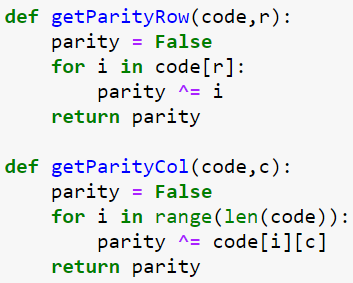 def getParityRow(code,r):
    parity = False
    for i in code[r]:
        parity ^= i
    return parity

def getParityCol(code,c):
    parity = False
    for i in range(len(code)):
        parity ^= code[i][c]
    return parity